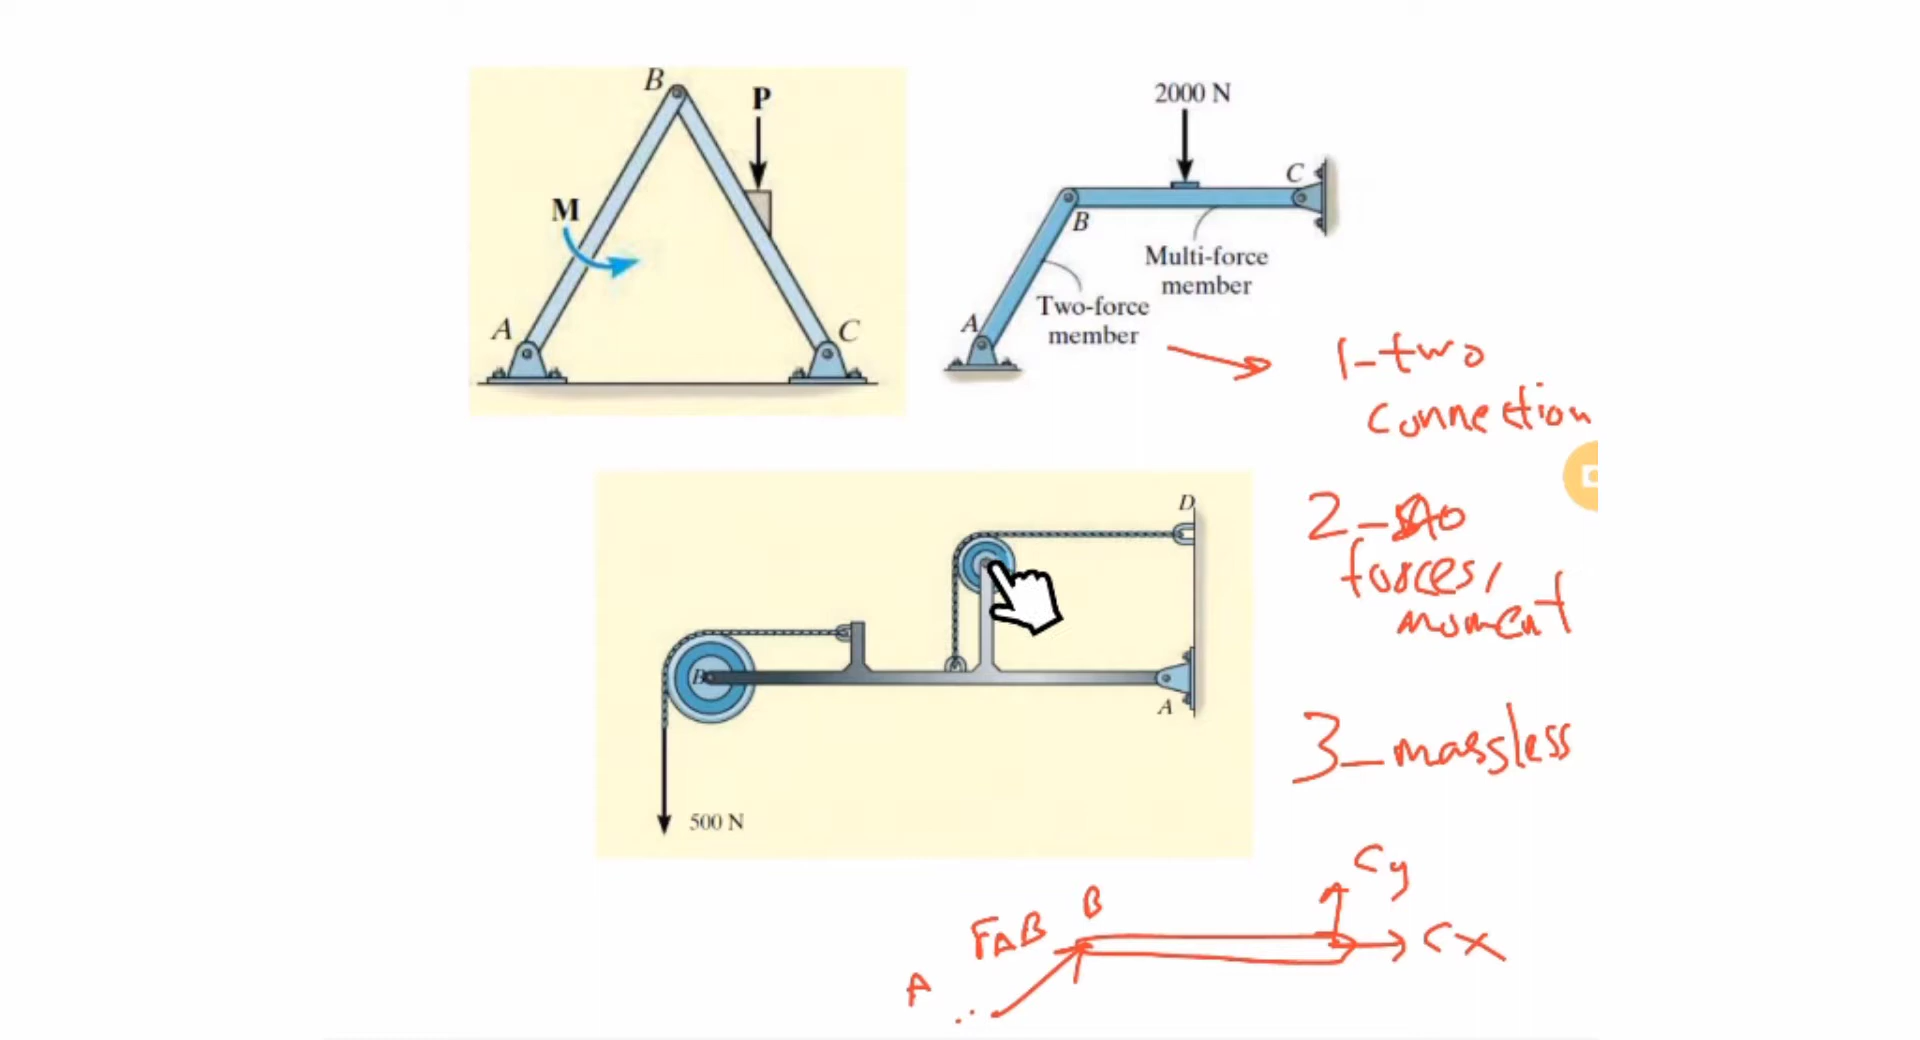 B
P
M
A
C
2000 N
C
B
Multi-force
member
A
Two-force
member
1-two
connection
2-no
forces,
moment
3-massless
D
B
A
500 N
Cy
B
FAB
Cx
A